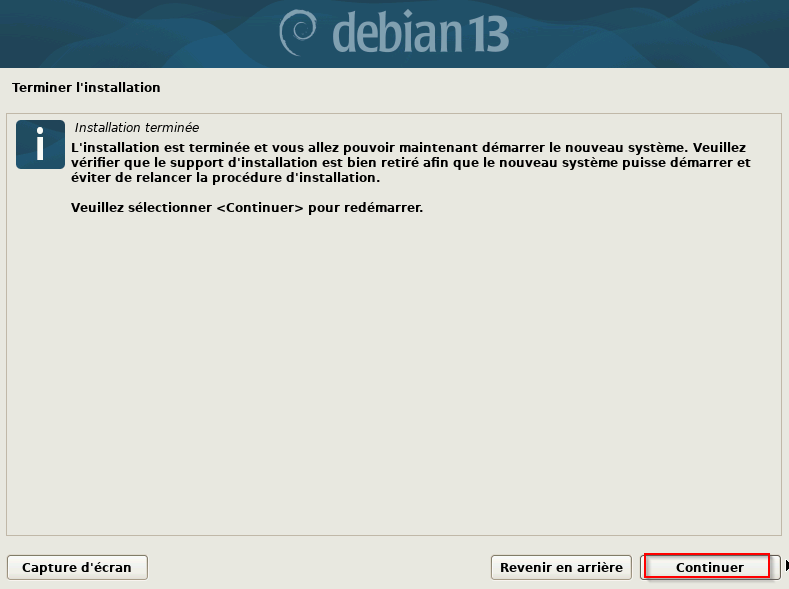 debian 13
Terminer l'installation
Installation terminée
L'installation est terminée et vous allez pouvoir maintenant démarrer le nouveau système. Veuillez
vérifier que le support d'installation est bien retiré afin que le nouveau système puisse démarrer et
éviter de relancer la procédure d'installation.
Veuillez sélectionner <Continuer> pour redémarrer.
Capture d'écran
Revenir en arrière
Continuer